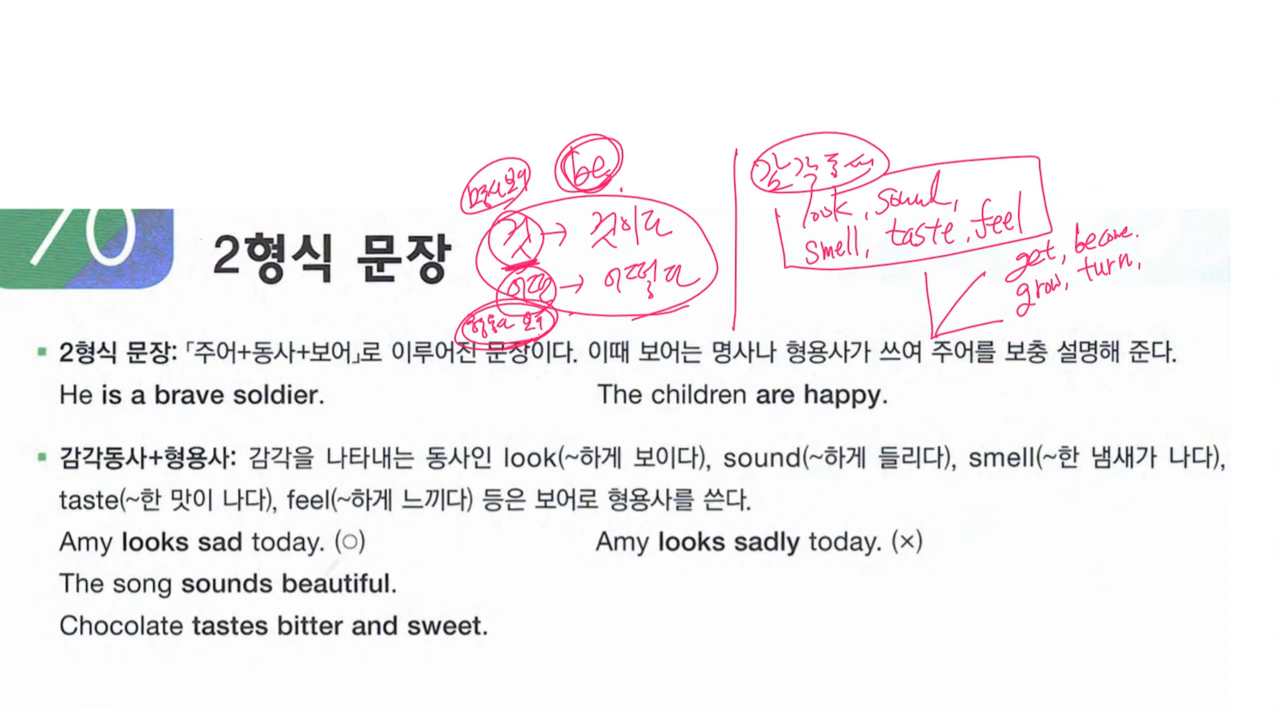 be
명사보어
것 → 것이다
어떤 → 어떻다
형용사 보어
감각동사
look, sound,
smell, taste, feel
get, become.
grow, turn,
70
2형식 문장
▪ 2형식 문장: 「주어+동사+보어」로 이루어진 문장이다. 이때 보어는 명사나 형용사가 쓰여 주어를 보충 설명해 준다.
He is a brave soldier. The children are happy.
▪ 감각동사+형용사: 감각을 나타내는 동사인 look(~하게 보이다), sound(~하게 들리다), smell(~한 냄새가 나다),
taste(~한 맛이 나다), feel(~하게 느끼다) 등은 보어로 형용사를 쓴다.
Amy looks sad today. (○) Amy looks sadly today. (×)
The song sounds beautiful.
Chocolate tastes bitter and sweet.